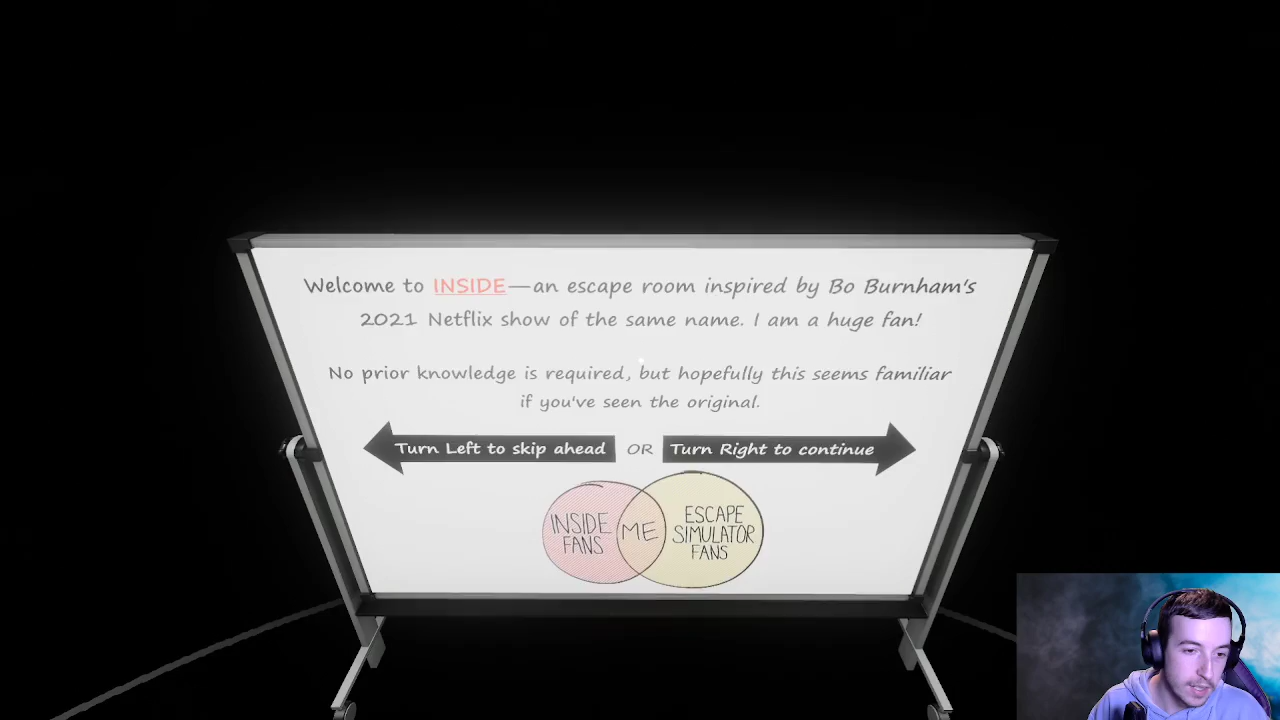 Welcome to INSIDE—an escape room inspired by Bo Burnham's
2021 Netflix show of the same name. I am a huge fan!
No prior knowledge is required, but hopefully this seems familiar
if you've seen the original.
Turn Left to skip ahead OR Turn Right to continue
INSIDE FANS
ME
ESCAPE SIMULATOR FANS